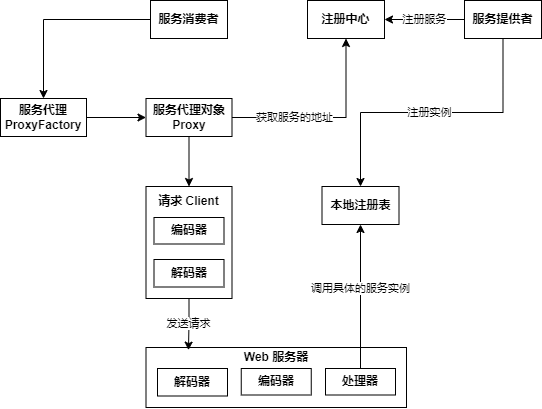 服务消费者
注册中心
注册服务
服务提供者
服务代理
ProxyFactory
服务代理对象
Proxy
获取服务的地址
注册实例
请求 Client
编码器
解码器
本地注册表
发送请求
调用具体的服务实例
Web 服务器
解码器
编码器
处理器